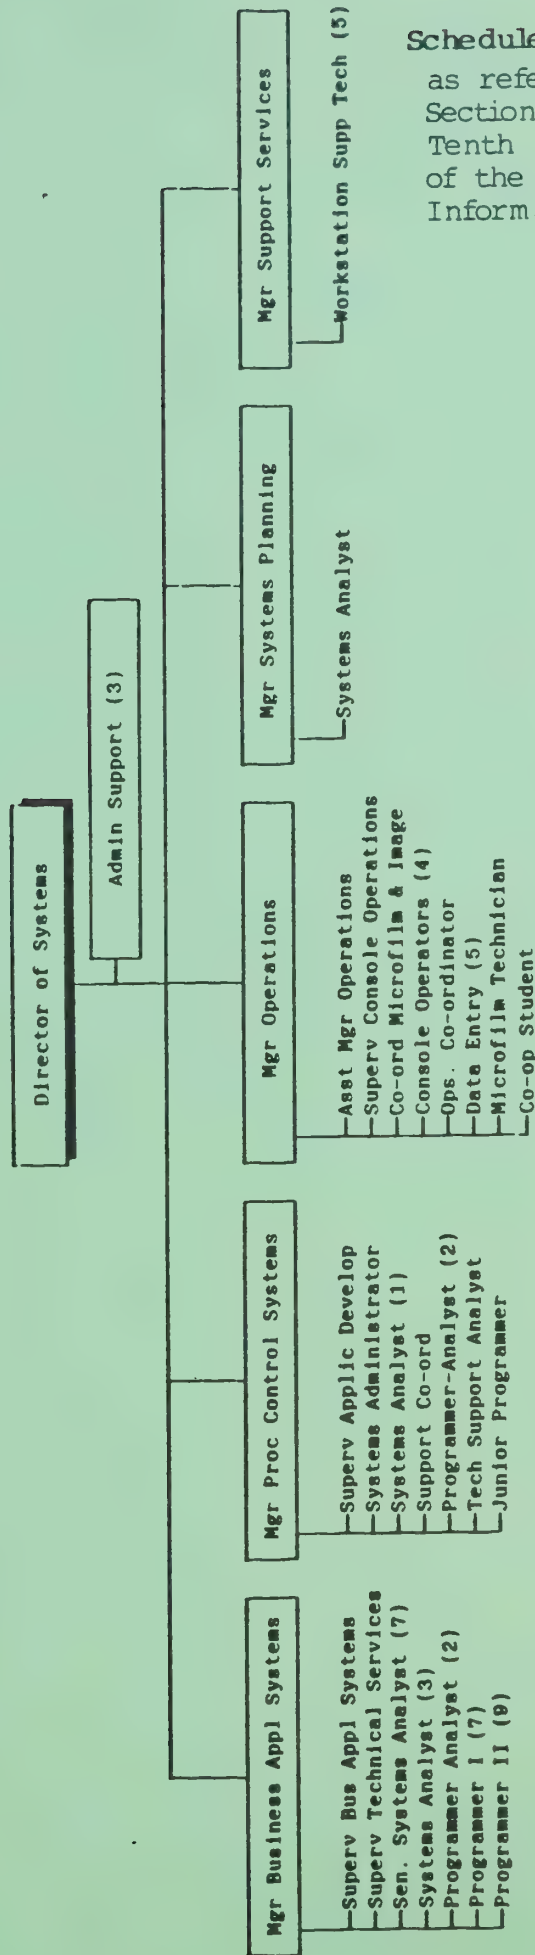 Schedule
as refe
Section
Tenth
of the
Inform
Director of Systems
Admin Support (3)
Mgr Business Appl Systems
Superv Bus Appl Systems
Superv Technical Services
Sen. Systems Analyst (7)
Systems Analyst (3)
Programmer Analyst (2)
Programmer I (7)
Programmer II (9)
Mgr Proc Control Systems
Superv Applic Develop
Systems Administrator
Systems Analyst (1)
Support Co-ord
Programmer-Analyst (2)
Tech Support Analyst
Junior Programmer
Mgr Operations
Asst Mgr Operations
Superv Console Operations
Co-ord Microfilm & Image
Console Operators (4)
Ops. Co-ordinator
Data Entry (5)
Microfilm Technician
Co-op Student
Mgr Systems Planning
Systems Analyst
Mgr Support Services
Workstation Supp Tech (5)